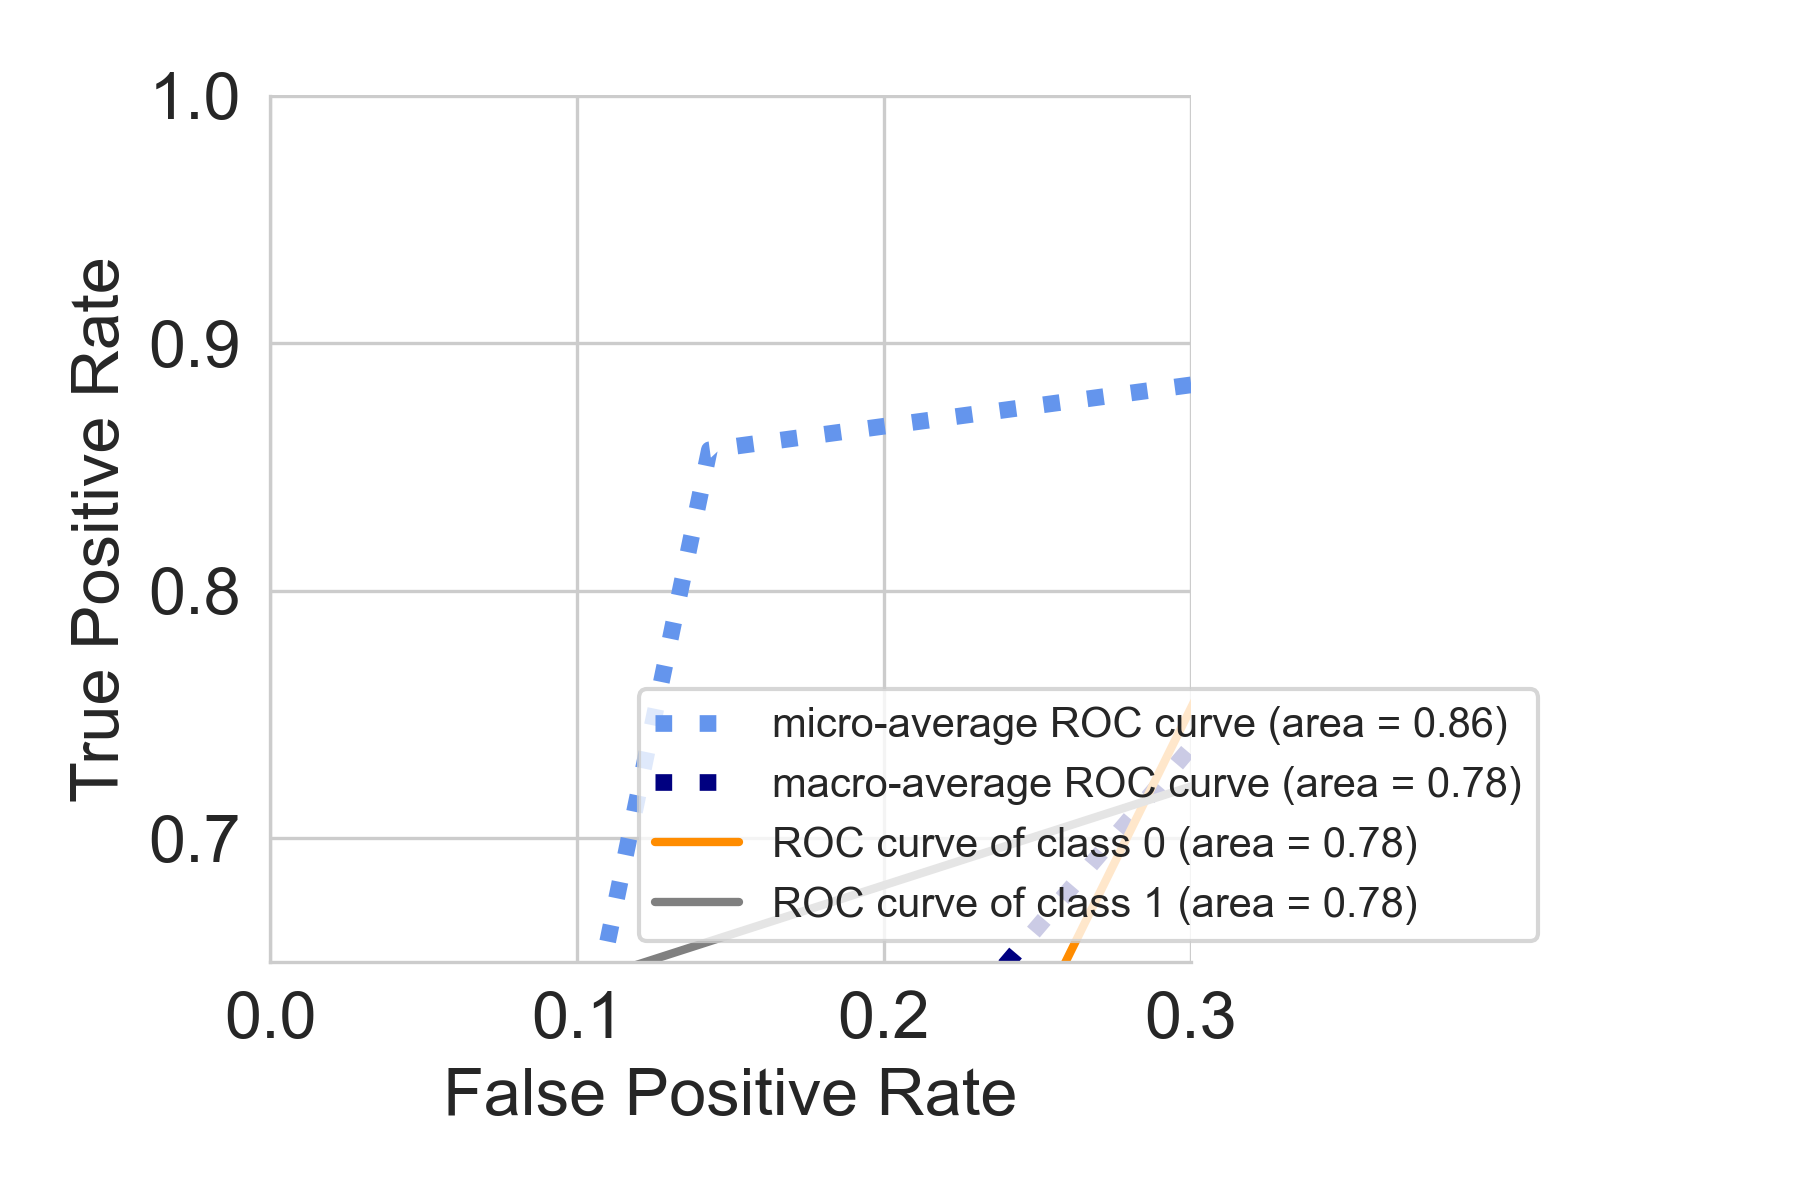 1.0
0.9
0.8
0.7
True Positive Rate
micro-average ROC curve (area = 0.86)
macro-average ROC curve (area = 0.78)
ROC curve of class 0 (area = 0.78)
ROC curve of class 1 (area = 0.78)
0.0 0.1 0.2 0.3
False Positive Rate